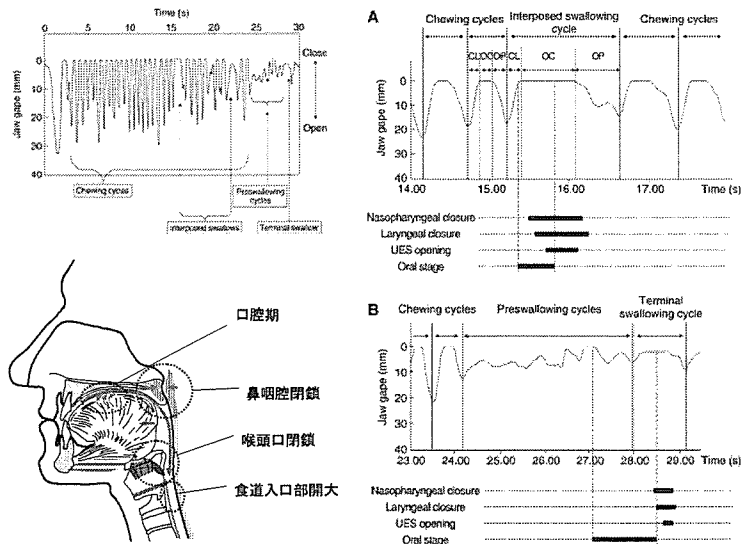 Time (s)
0 5 10 15 20 25 30
0
10
20
30
40
Jaw gape (mm)
Close
Open
Chewing cycles
Preswallowing
cycles
Interposed swallows
Terminal swallow
口腔期
鼻咽腔閉鎖
喉頭口閉鎖
食道入口部開大
A
Chewing cycles
Interposed swallowing
cycle
Chewing cycles
CL OC OP CL OC OP
0
10
20
30
40
Jaw gape (mm)
14.00 15.00 16.00 17.00 Time (s)
Nasopharyngeal closure
Laryngeal closure
UES opening
Oral stage
B
Chewing cycles
Preswallowing cycles
Terminal
swallowing cycle
0
10
20
30
40
Jaw gape (mm)
23.00 24.00 25.00 26.00 27.00 28.00 29.00 Time (s)
Nasopharyngeal closure
Laryngeal closure
UES opening
Oral stage